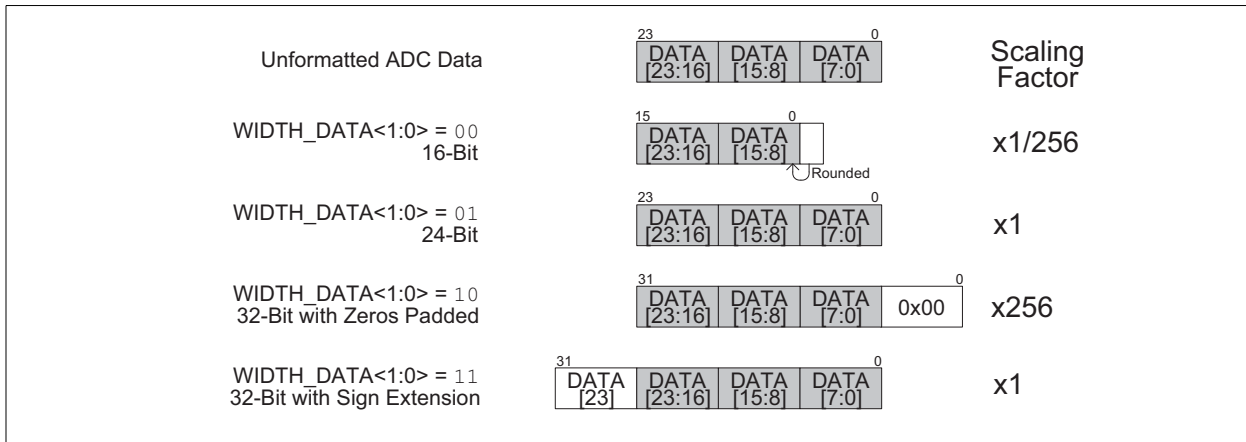 Unformatted ADC Data
23 0
DATA [23:16] DATA [15:8] DATA [7:0]
Scaling
Factor
WIDTH_DATA<1:0> = 00
16-Bit
15 0
DATA [23:16] DATA [15:8]
Rounded
x1/256
WIDTH_DATA<1:0> = 01
24-Bit
23 0
DATA [23:16] DATA [15:8] DATA [7:0]
x1
WIDTH_DATA<1:0> = 10
32-Bit with Zeros Padded
31 0
DATA [23:16] DATA [15:8] DATA [7:0] 0x00
x256
WIDTH_DATA<1:0> = 11
32-Bit with Sign Extension
31 0
DATA [23] DATA [23:16] DATA [15:8] DATA [7:0]
x1